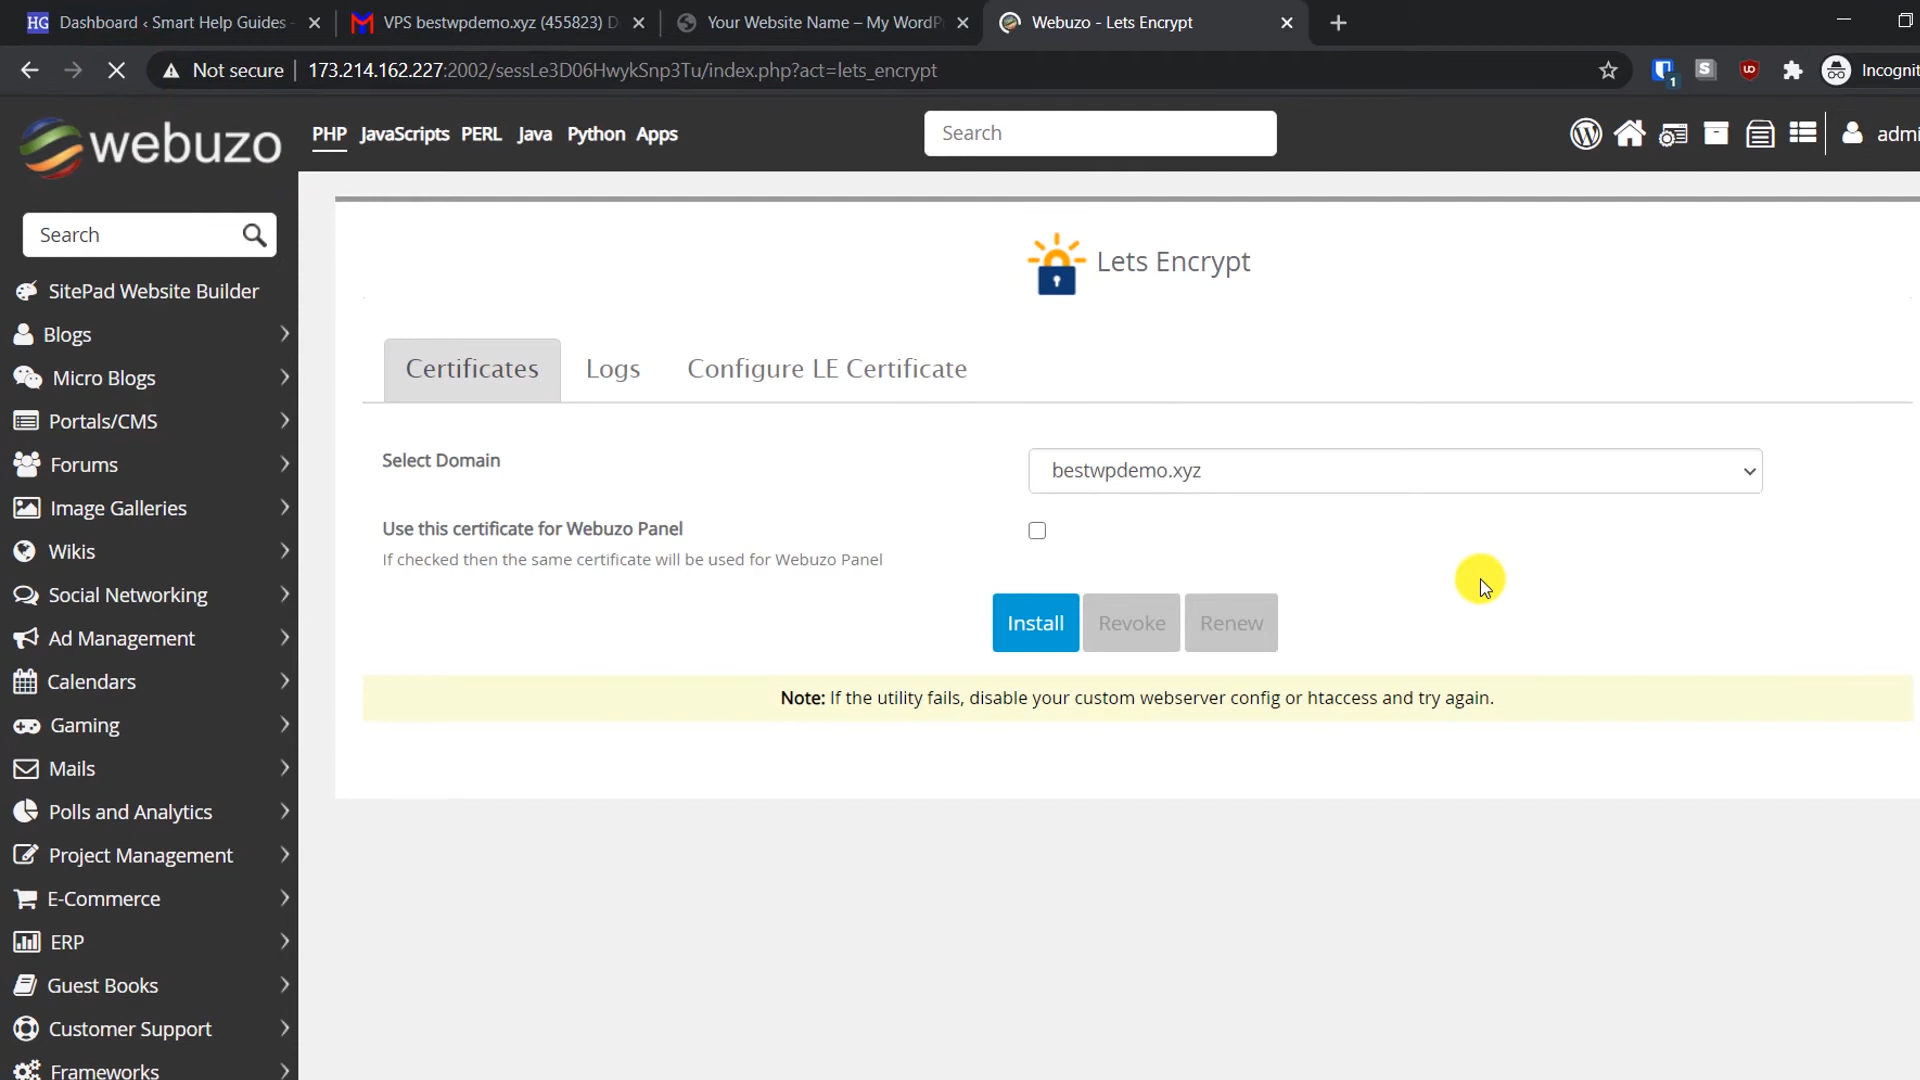 HG Dashboard ‹ Smart Help Guides -
VPS bestwpdemo.xyz (455823) D
Your Website Name – My WordP
Webuzo - Lets Encrypt
Not secure
173.214.162.227:2002/sessLe3D06HwykSnp3Tu/index.php?act=lets_encrypt
1
S
UD
Incognit
webuzo
PHP JavaScripts PERL Java Python Apps
Search
admi
Search
SitePad Website Builder
Blogs
Micro Blogs
Portals/CMS
Forums
Image Galleries
Wikis
Social Networking
Ad Management
Calendars
Gaming
Mails
Polls and Analytics
Project Management
E-Commerce
ERP
Guest Books
Customer Support
Frameworks
Lets Encrypt
Certificates Logs Configure LE Certificate
Select Domain
bestwpdemo.xyz
Use this certificate for Webuzo Panel
If checked then the same certificate will be used for Webuzo Panel
Install Revoke Renew
Note: If the utility fails, disable your custom webserver config or htaccess and try again.